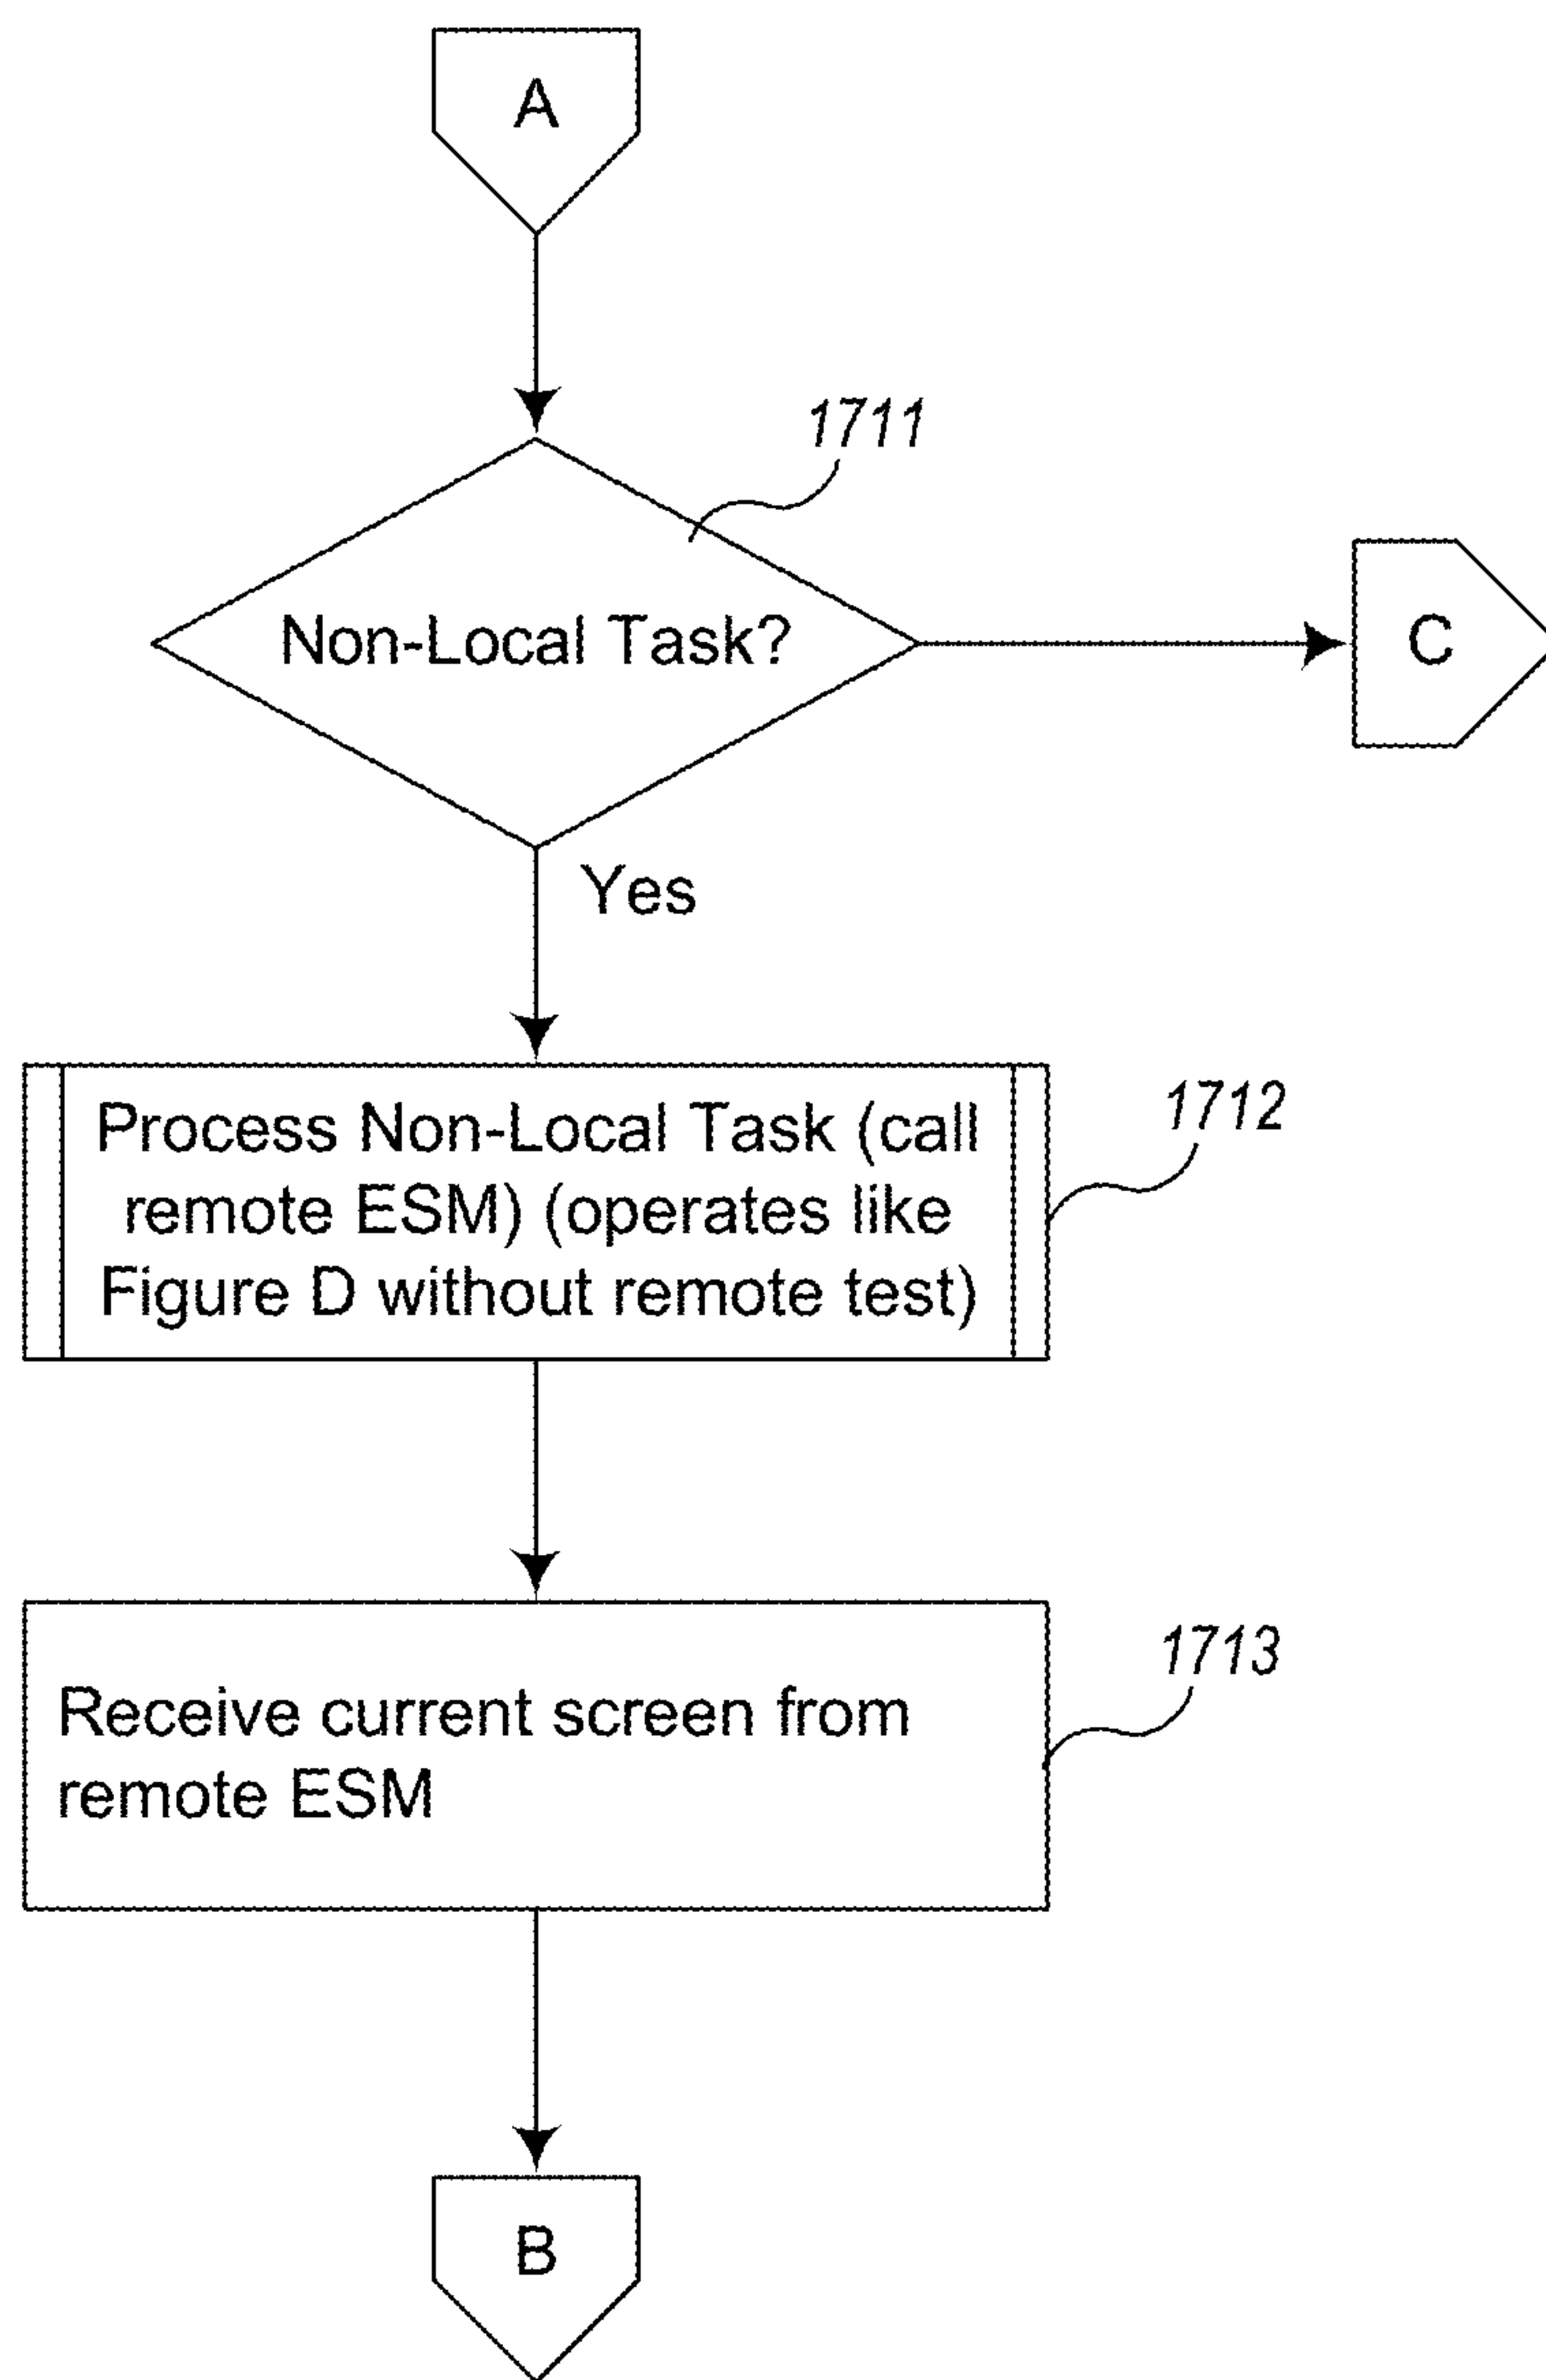 A
1711
Non-Local Task?
C
Yes
Process Non-Local Task (call
remote ESM) (operates like
Figure D without remote test)
1712
Receive current screen from
remote ESM
1713
B